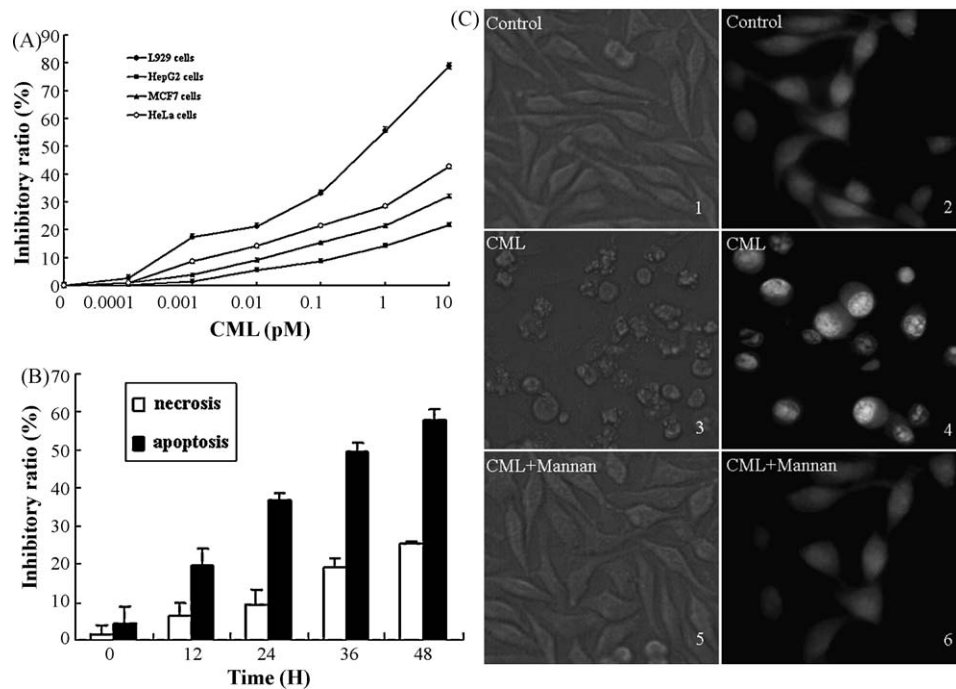 (A)
90
80
70
60
50
40
30
20
10
0
Inhibitory ratio (%)
L929 cells
HepG2 cells
MCF7 cells
HeLa cells
0 0.0001 0.001 0.01 0.1 1 10
CML (pM)
(B)
70
60
50
40
30
20
10
0
Inhibitory ratio (%)
necrosis
apoptosis
0 12 24 36 48
Time (H)
(C)
Control
1
Control
2
CML
3
CML
4
CML+Mannan
5
CML+Mannan
6